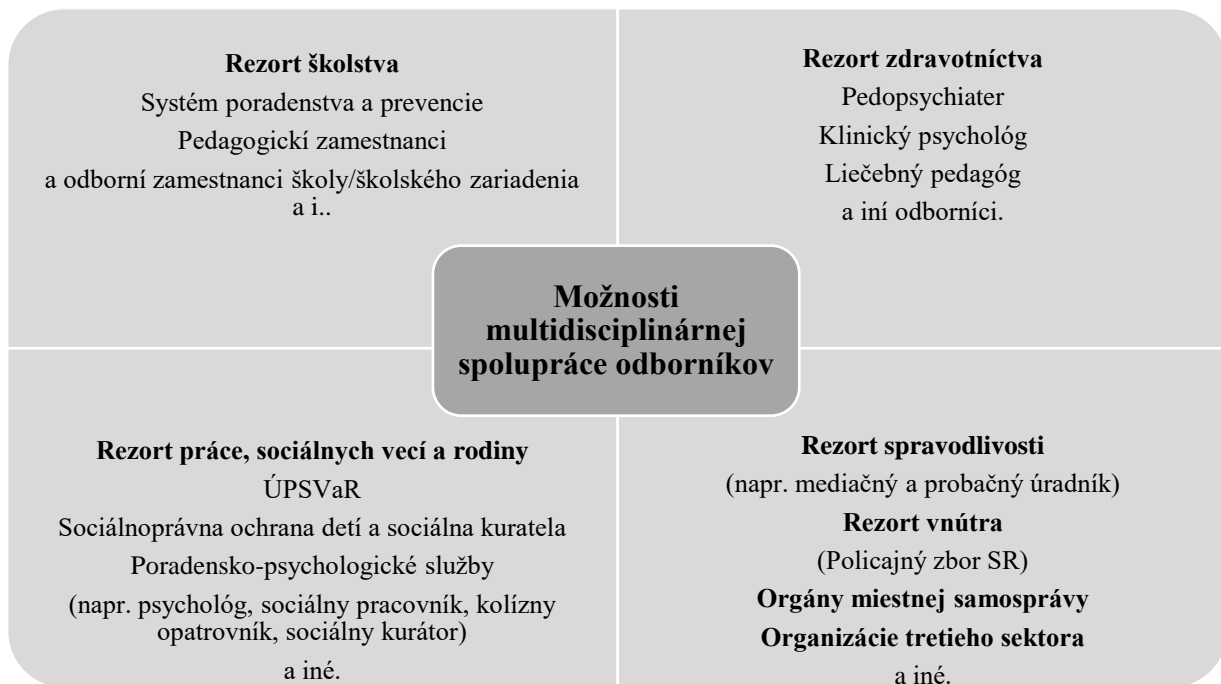 Rezort školstva
Systém poradenstva a prevencie
Pedagogickí zamestnanci
a odborní zamestnanci školy/školského zariadenia
a i..
Rezort zdravotníctva
Pedopsychiater
Klinický psychológ
Liečebný pedagóg
a iní odborníci.
Možnosti
multidisciplinárnej
spolupráce odborníkov
Rezort práce, sociálnych vecí a rodiny
ÚPSVaR
Sociálnoprávna ochrana detí a sociálna kuratela
Poradensko-psychologické služby
(napr. psychológ, sociálny pracovník, kolízny
opatrovník, sociálny kurátor)
a iné.
Rezort spravodlivosti
(napr. mediačný a probačný úradník)
Rezort vnútra
(Policajný zbor SR)
Orgány miestnej samosprávy
Organizácie tretieho sektora
a iné.